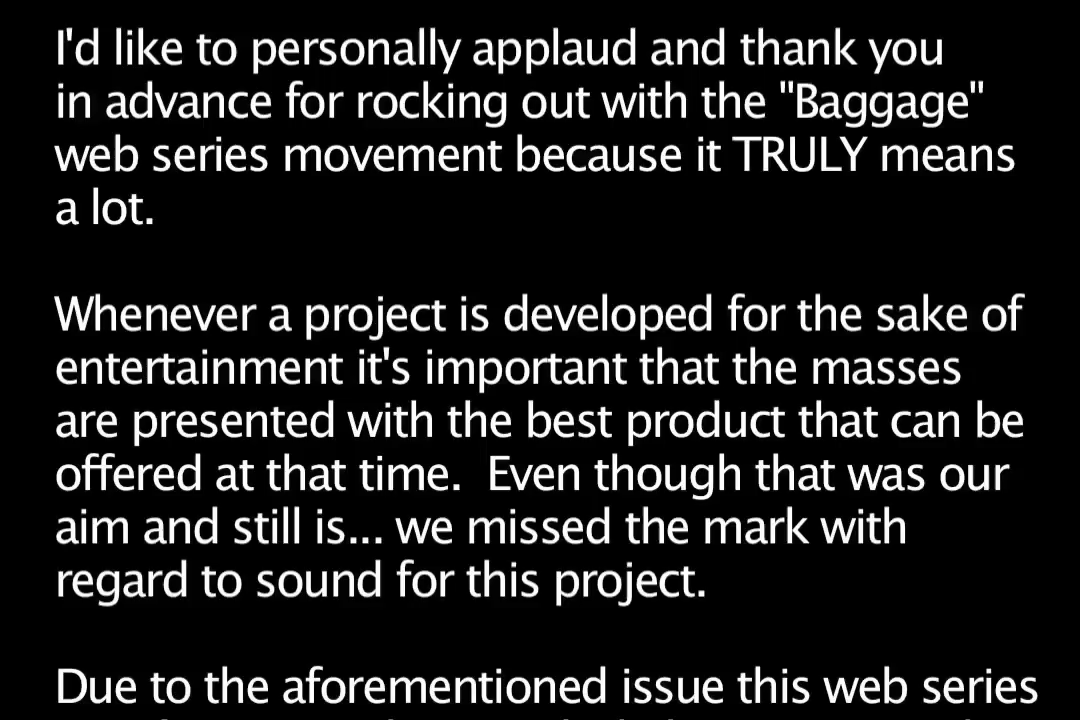 I'd like to personally applaud and thank you
in advance for rocking out with the "Baggage"
web series movement because it TRULY means
a lot.
Whenever a project is developed for the sake of
entertainment it's important that the masses
are presented with the best product that can be
offered at that time.  Even though that was our
aim and still is... we missed the mark with
regard to sound for this project.
Due to the aforementioned issue this web series